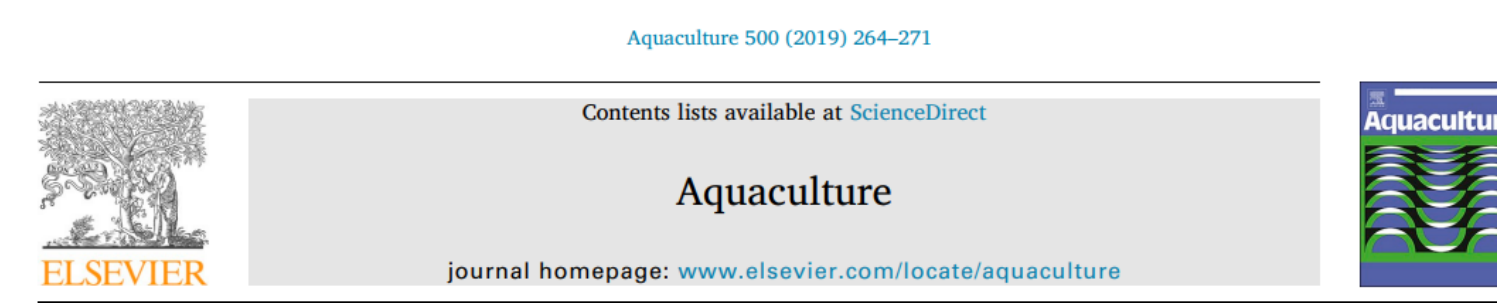 Aquaculture 500 (2019) 264–271
Contents lists available at ScienceDirect
Aquaculture
journal homepage: www.elsevier.com/locate/aquaculture
ELSEVIER
Aquacultur